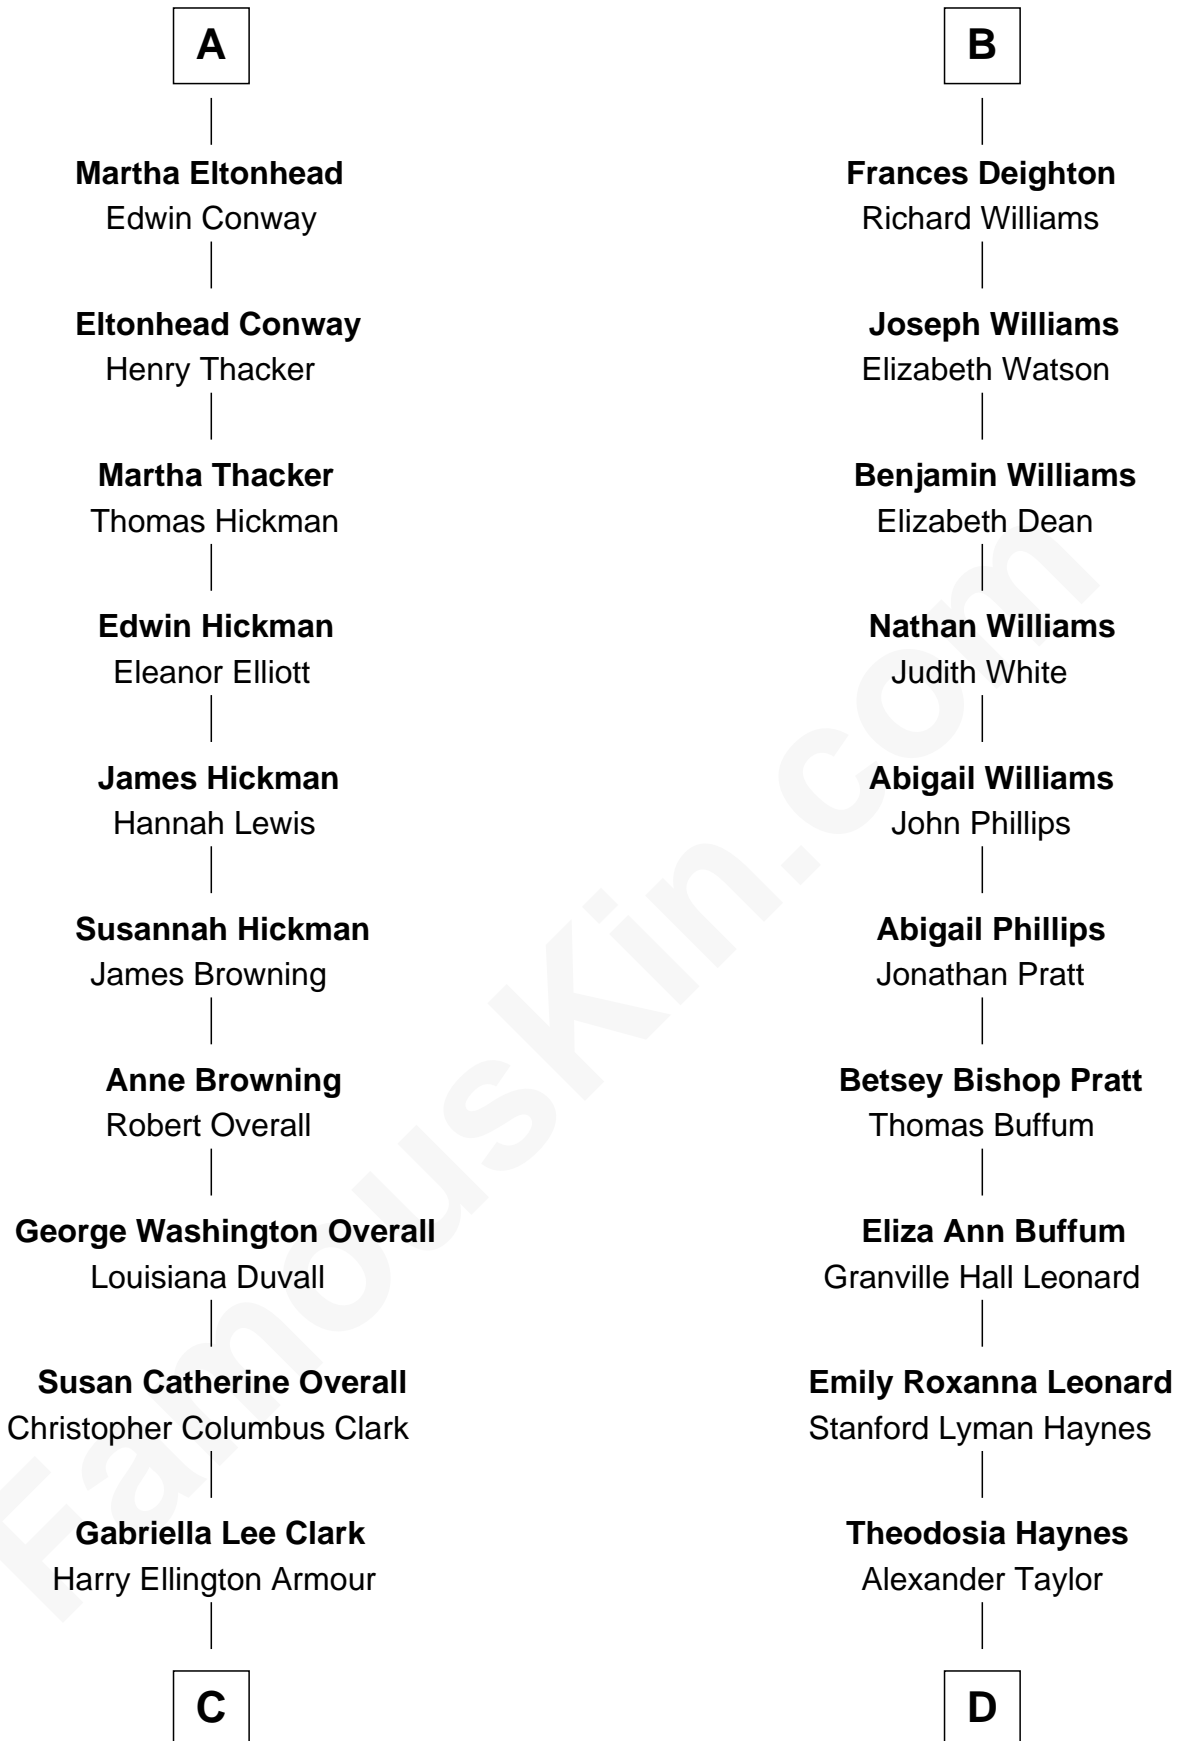 A
Martha Eltonhead
Edwin Conway
Eltonhead Conway
Henry Thacker
Martha Thacker
Thomas Hickman
Edwin Hickman
Eleanor Elliott
James Hickman
Hannah Lewis
Susannah Hickman
James Browning
Anne Browning
Robert Overall
George Washington Overall
Louisiana Duvall
Susan Catherine Overall
Christopher Columbus Clark
Gabriella Lee Clark
Harry Ellington Armour
C
B
Frances Deighton
Richard Williams
Joseph Williams
Elizabeth Watson
Benjamin Williams
Elizabeth Dean
Nathan Williams
Judith White
Abigail Williams
John Phillips
Abigail Phillips
Jonathan Pratt
Betsey Bishop Pratt
Thomas Buffum
Eliza Ann Buffum
Granville Hall Leonard
Emily Roxanna Leonard
Stanford Lyman Haynes
Theodosia Haynes
Alexander Taylor
D
FamousKin.com